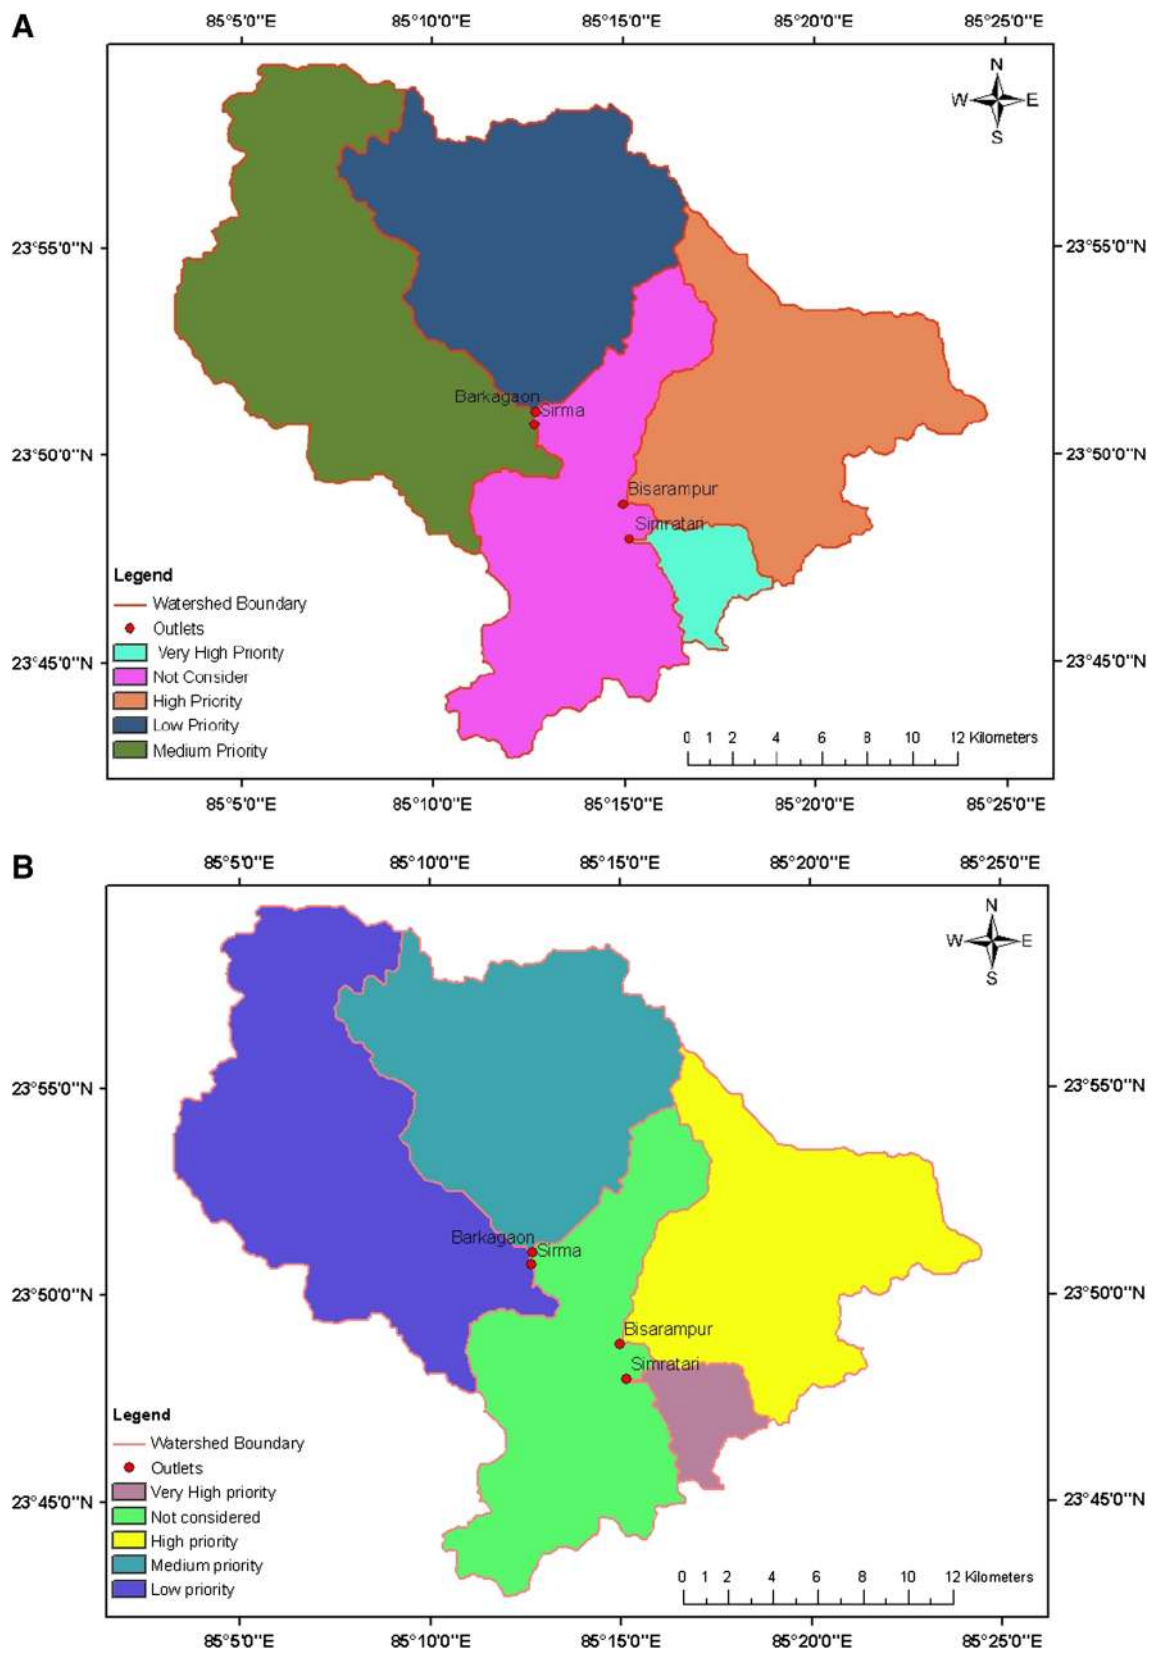 A
85°5'0"E 85°10'0"E 85°15'0"E 85°20'0"E 85°25'0"E
N
W E
S
23°55'0"N 23°55'0"N
Barkagaon
Sirma
23°50'0"N 23°50'0"N
Bisarampur
Simratari
Legend
Watershed Boundary
Outlets
Very High Priority
23°45'0"N 23°45'0"N
Not Consider
High Priority
Low Priority
0 1 2 4 6 8 10 12 Kilometers
Medium Priority
85°5'0"E 85°10'0"E 85°15'0"E 85°20'0"E 85°25'0"E
B
85°5'0"E 85°10'0"E 85°15'0"E 85°20'0"E 85°25'0"E
N
W E
S
23°55'0"N 23°55'0"N
Barkagaon
Sirma
23°50'0"N 23°50'0"N
Bisarampur
Simratari
Legend
Watershed Boundary
Outlets
Very High priority
23°45'0"N 23°45'0"N
Not considered
High priority
Medium priority
0 1 2 4 6 8 10 12 Kilometers
Low priority
85°5'0"E 85°10'0"E 85°15'0"E 85°20'0"E 85°25'0"E